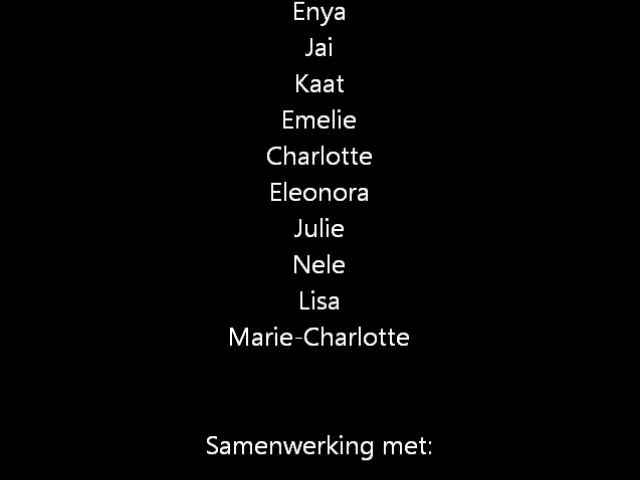 Enya
Jai
Kaat
Emelie
Charlotte
Eleonora
Julie
Nele
Lisa
Marie-Charlotte
Samenwerking met: